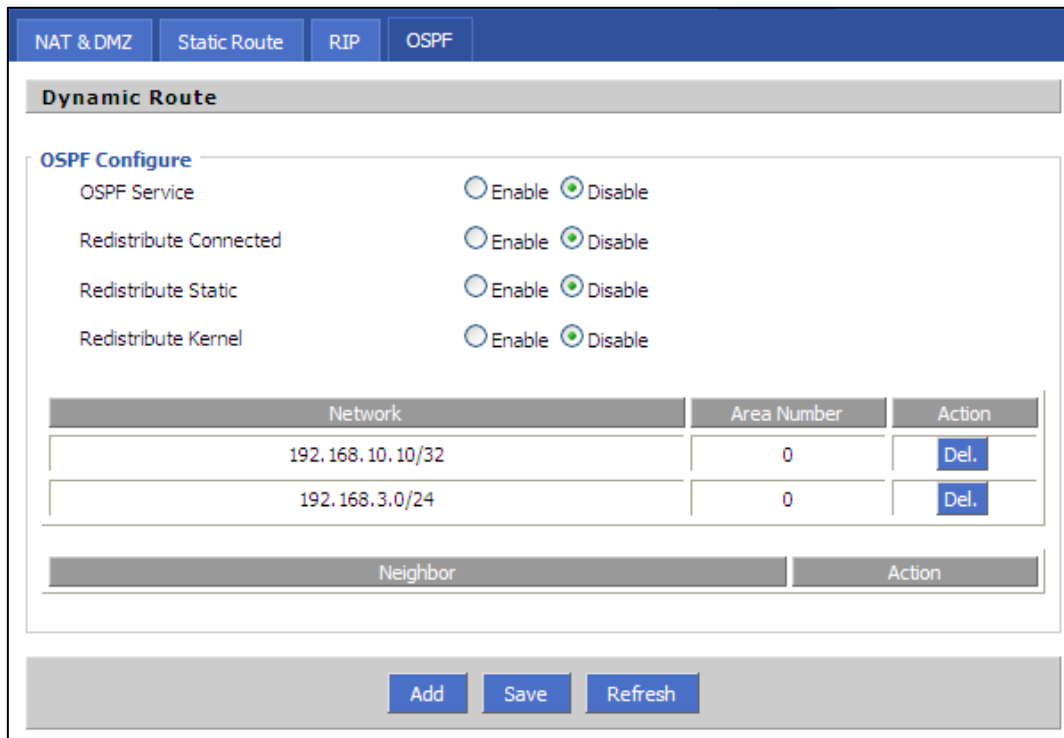 NAT & DMZ Static Route RIP OSPF
Dynamic Route
OSPF Configure
OSPF Service Enable Disable
Redistribute Connected Enable Disable
Redistribute Static Enable Disable
Redistribute Kernel Enable Disable
Network Area Number Action
192.168.10.10/32 0 Del.
192.168.3.0/24 0 Del.
Neighbor Action
Add Save Refresh